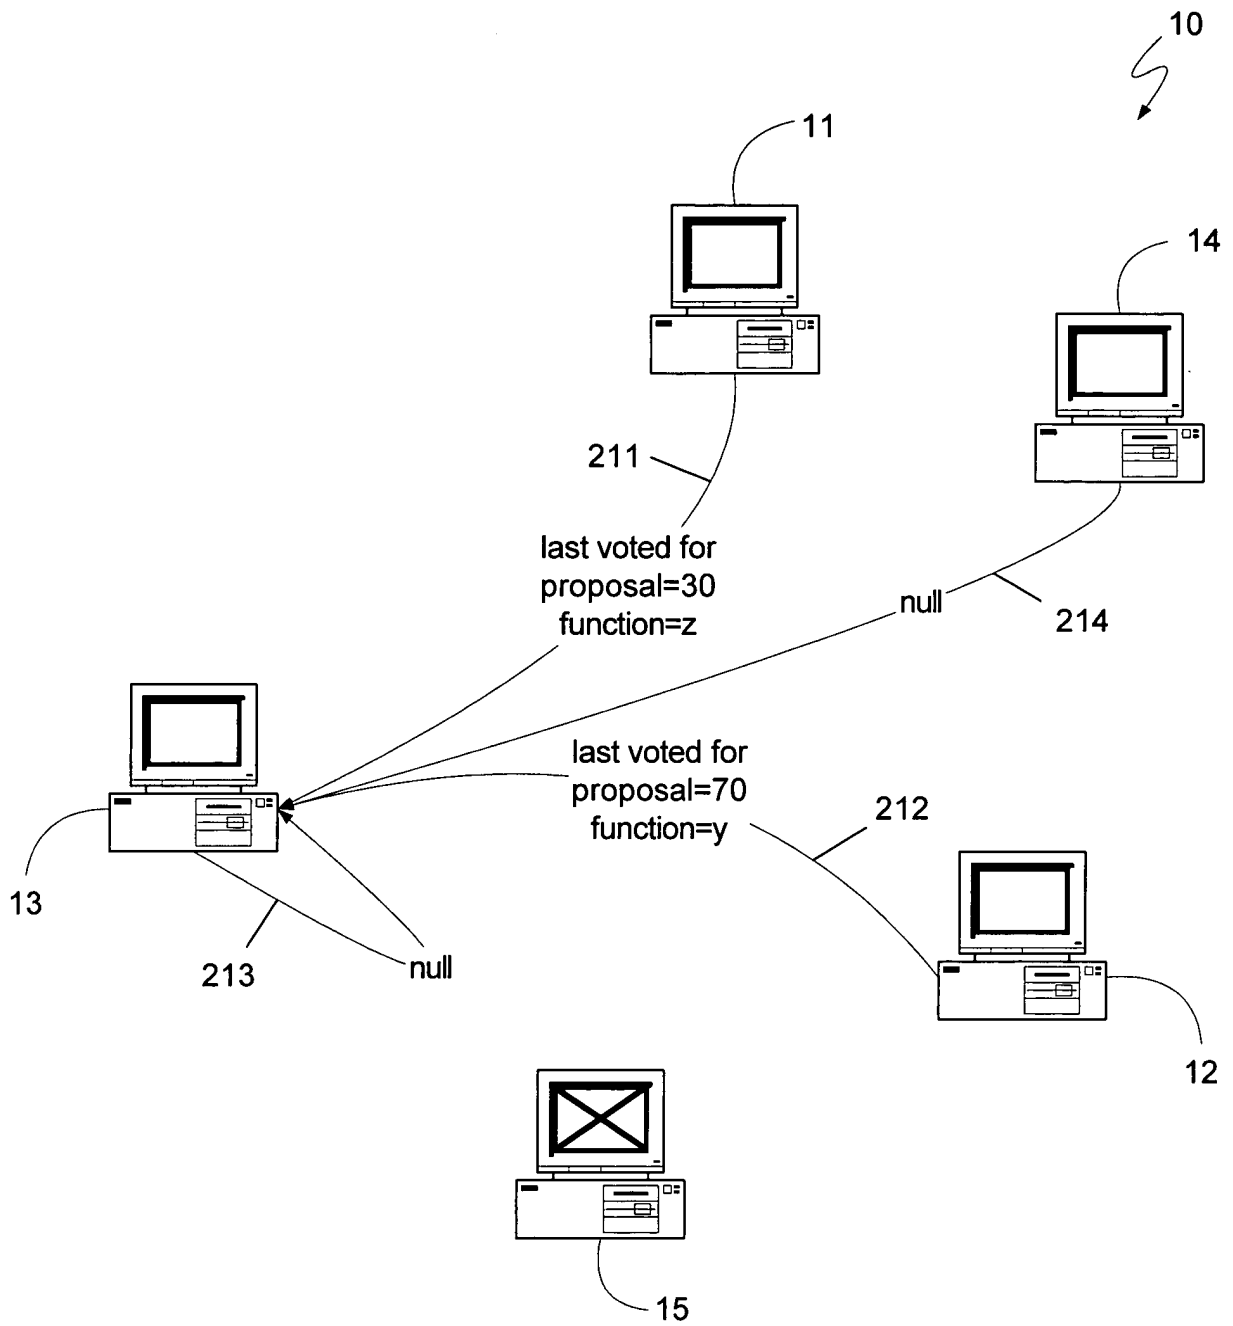 10
11
14
211
last voted for
proposal=30
function=z
null
214
last voted for
proposal=70
function=y
212
13
213
null
12
15